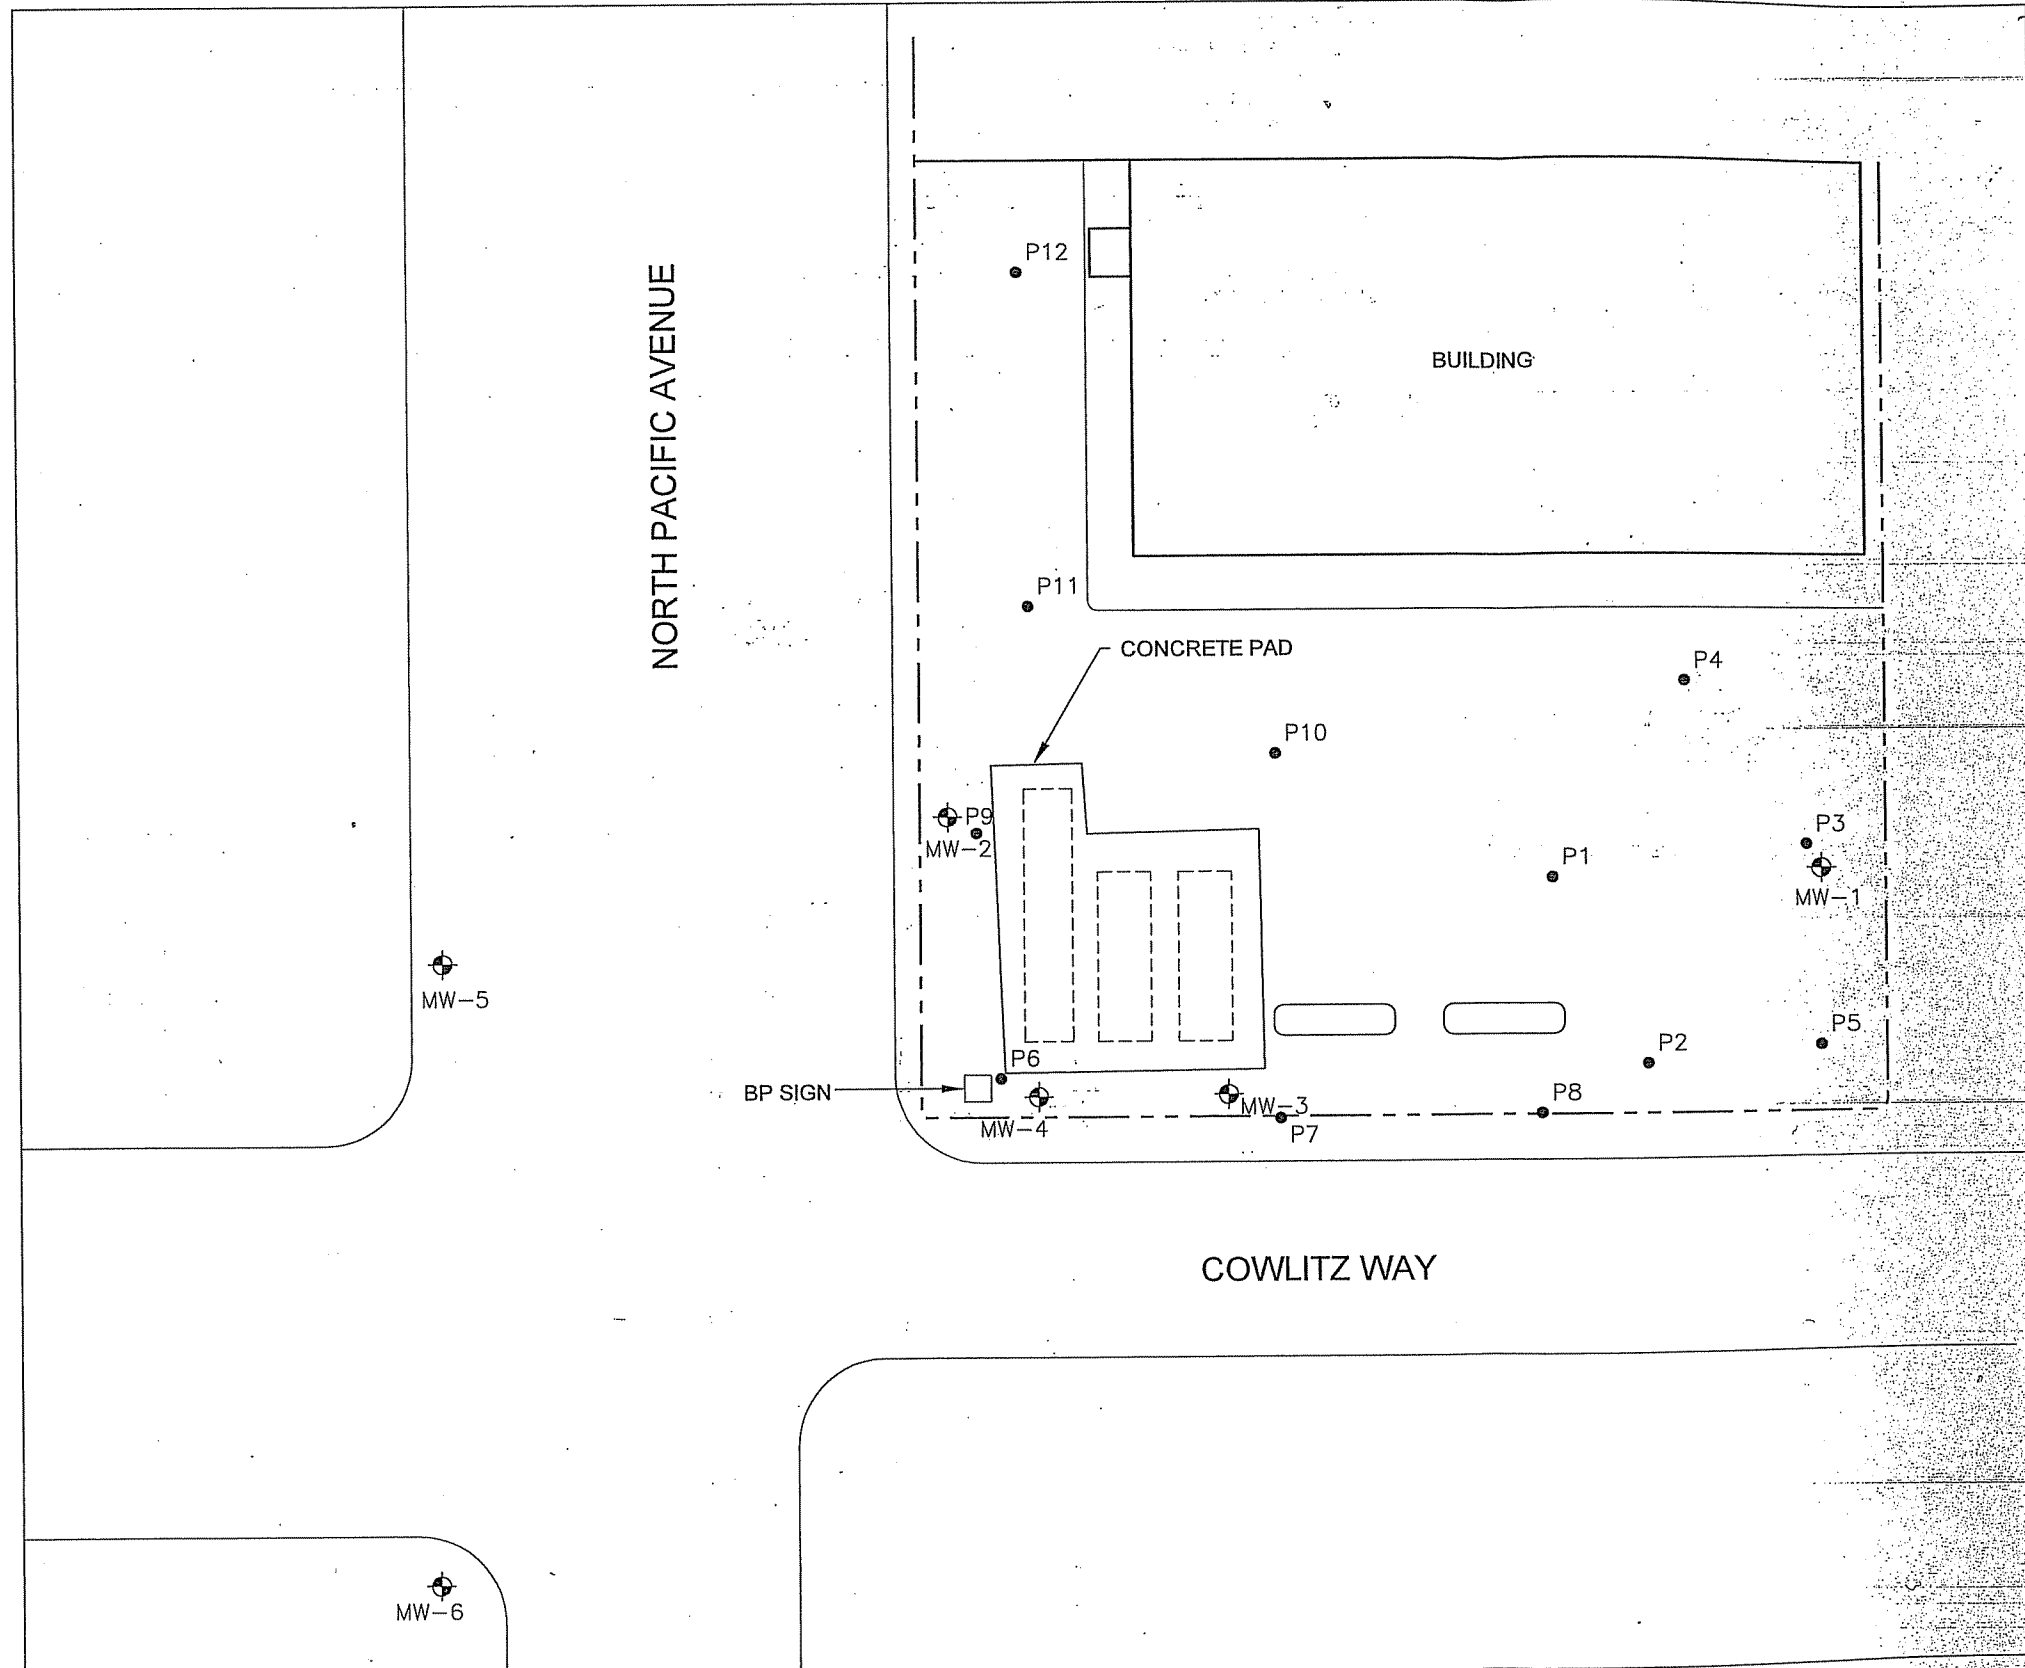 P12
BUILDING
NORTH PACIFIC AVENUE
P11
CONCRETE PAD
P4
P10
P9
MW-2
P3
P1
MW-1
MW-5
P5
P2
P6
BP SIGN
P8
MW-3
MW-4
P7
COWLITZ WAY
MW-6